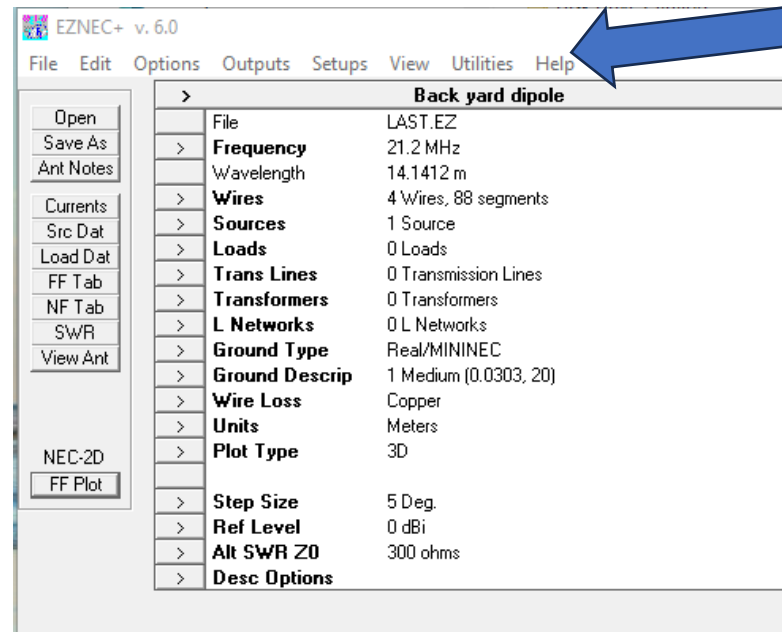 EZNEC+ v. 6.0
File Edit Options Outputs Setups View Utilities Help
> Back yard dipole
Open
Save As
Ant Notes
Currents
Src Dat
Load Dat
FF Tab
NF Tab
SWR
View Ant
NEC-2D
FF Plot
File LAST.EZ
> Frequency 21.2 MHz
Wavelength 14.1412 m
> Wires 4 Wires, 88 segments
> Sources 1 Source
> Loads 0 Loads
> Trans Lines 0 Transmission Lines
> Transformers 0 Transformers
> L Networks 0 L Networks
> Ground Type Real/MININEC
> Ground Descrip 1 Medium (0.0303, 20)
> Wire Loss Copper
> Units Meters
> Plot Type 3D
> Step Size 5 Deg.
> Ref Level 0 dBi
> Alt SWR Z0 300 ohms
> Desc Options